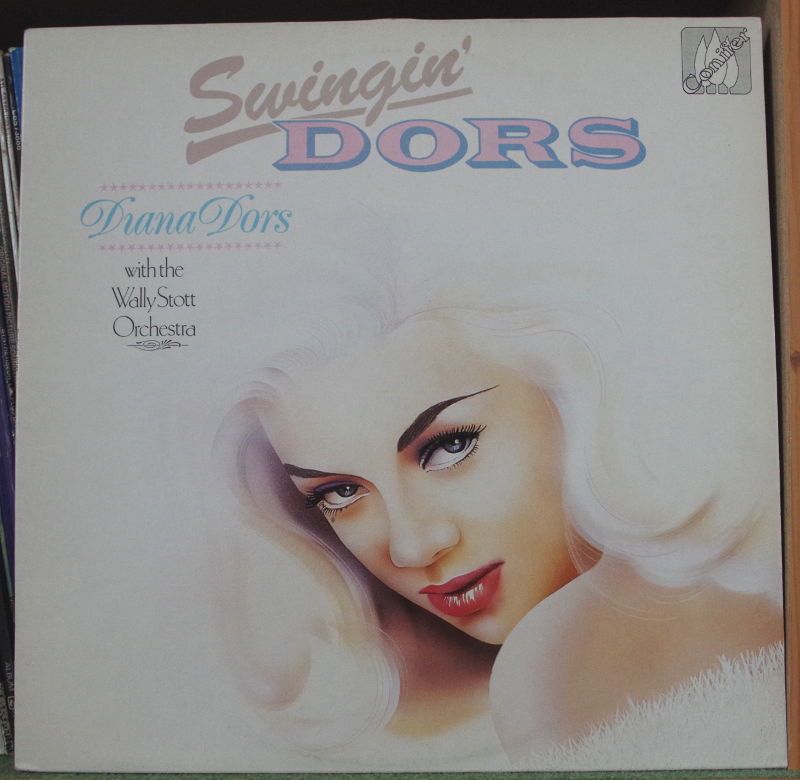 Swingin'
DORS
Conifer
Diana Dors
with the
Wally Stott
Orchestra